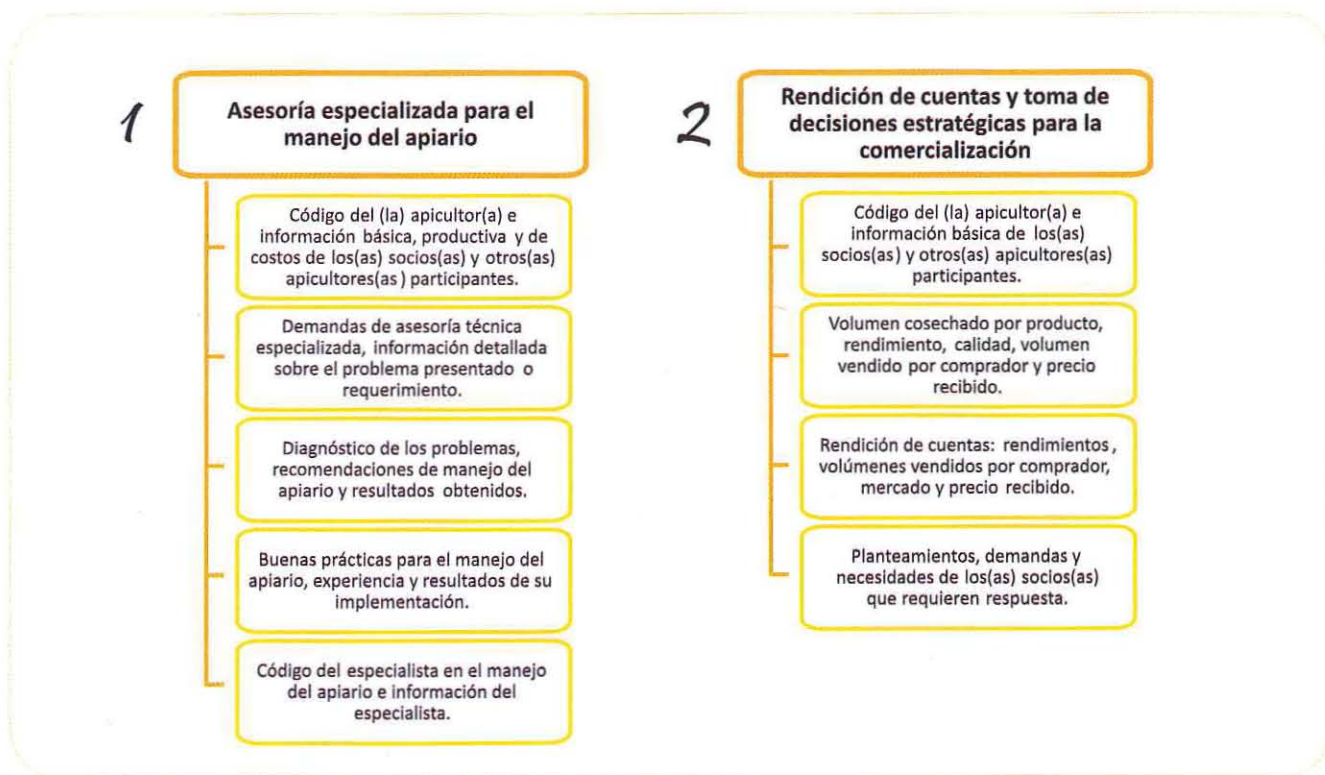 1
Asesoría especializada para el
manejo del apiario
Código del (la) apicultor(a) e
información básica, productiva y de
costos de los(as) socios(as) y otros(as)
apicultores(as) participantes.
Demandas de asesoría técnica
especializada, información detallada
sobre el problema presentado o
requerimiento.
Diagnóstico de los problemas,
recomendaciones de manejo del
apiario y resultados obtenidos.
Buenas prácticas para el manejo del
apiario, experiencia y resultados de su
implementación.
Código del especialista en el manejo
del apiario e información del
especialista.
2
Rendición de cuentas y toma de
decisiones estratégicas para la
comercialización
Código del (la) apicultor(a) e
información básica de los(as)
socios(as) y otros(as) apicultores(as)
participantes.
Volumen cosechado por producto,
rendimiento, calidad, volumen
vendido por comprador y precio
recibido.
Rendición de cuentas: rendimientos,
volúmenes vendidos por comprador,
mercado y precio recibido.
Planteamientos, demandas y
necesidades de los(as) socios(as)
que requieren respuesta.